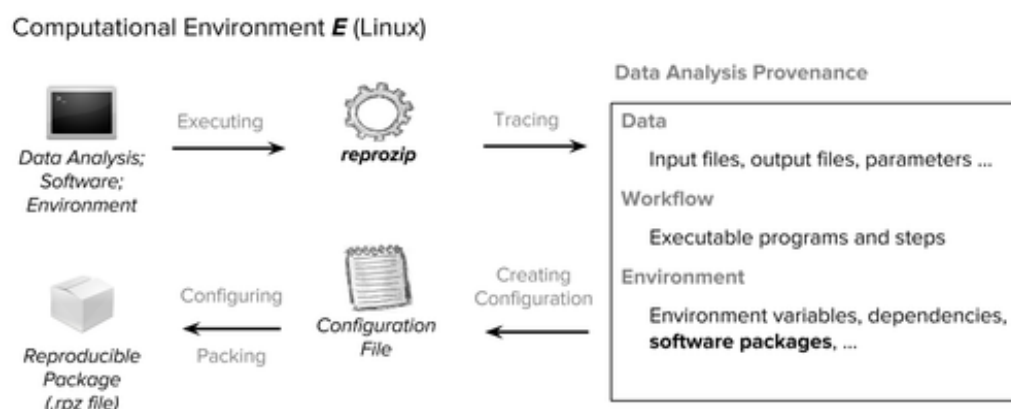 Computational Environment E (Linux)
Data Analysis Provenance
Executing
Tracing
Data Analysis;
Software;
Environment
reprozip
Data
Input files, output files, parameters ...
Workflow
Executable programs and steps
Environment
Environment variables, dependencies,
software packages, ...
Creating
Configuration
Configuration
File
Configuring
Packing
Reproducible
Package
(.rpz file)